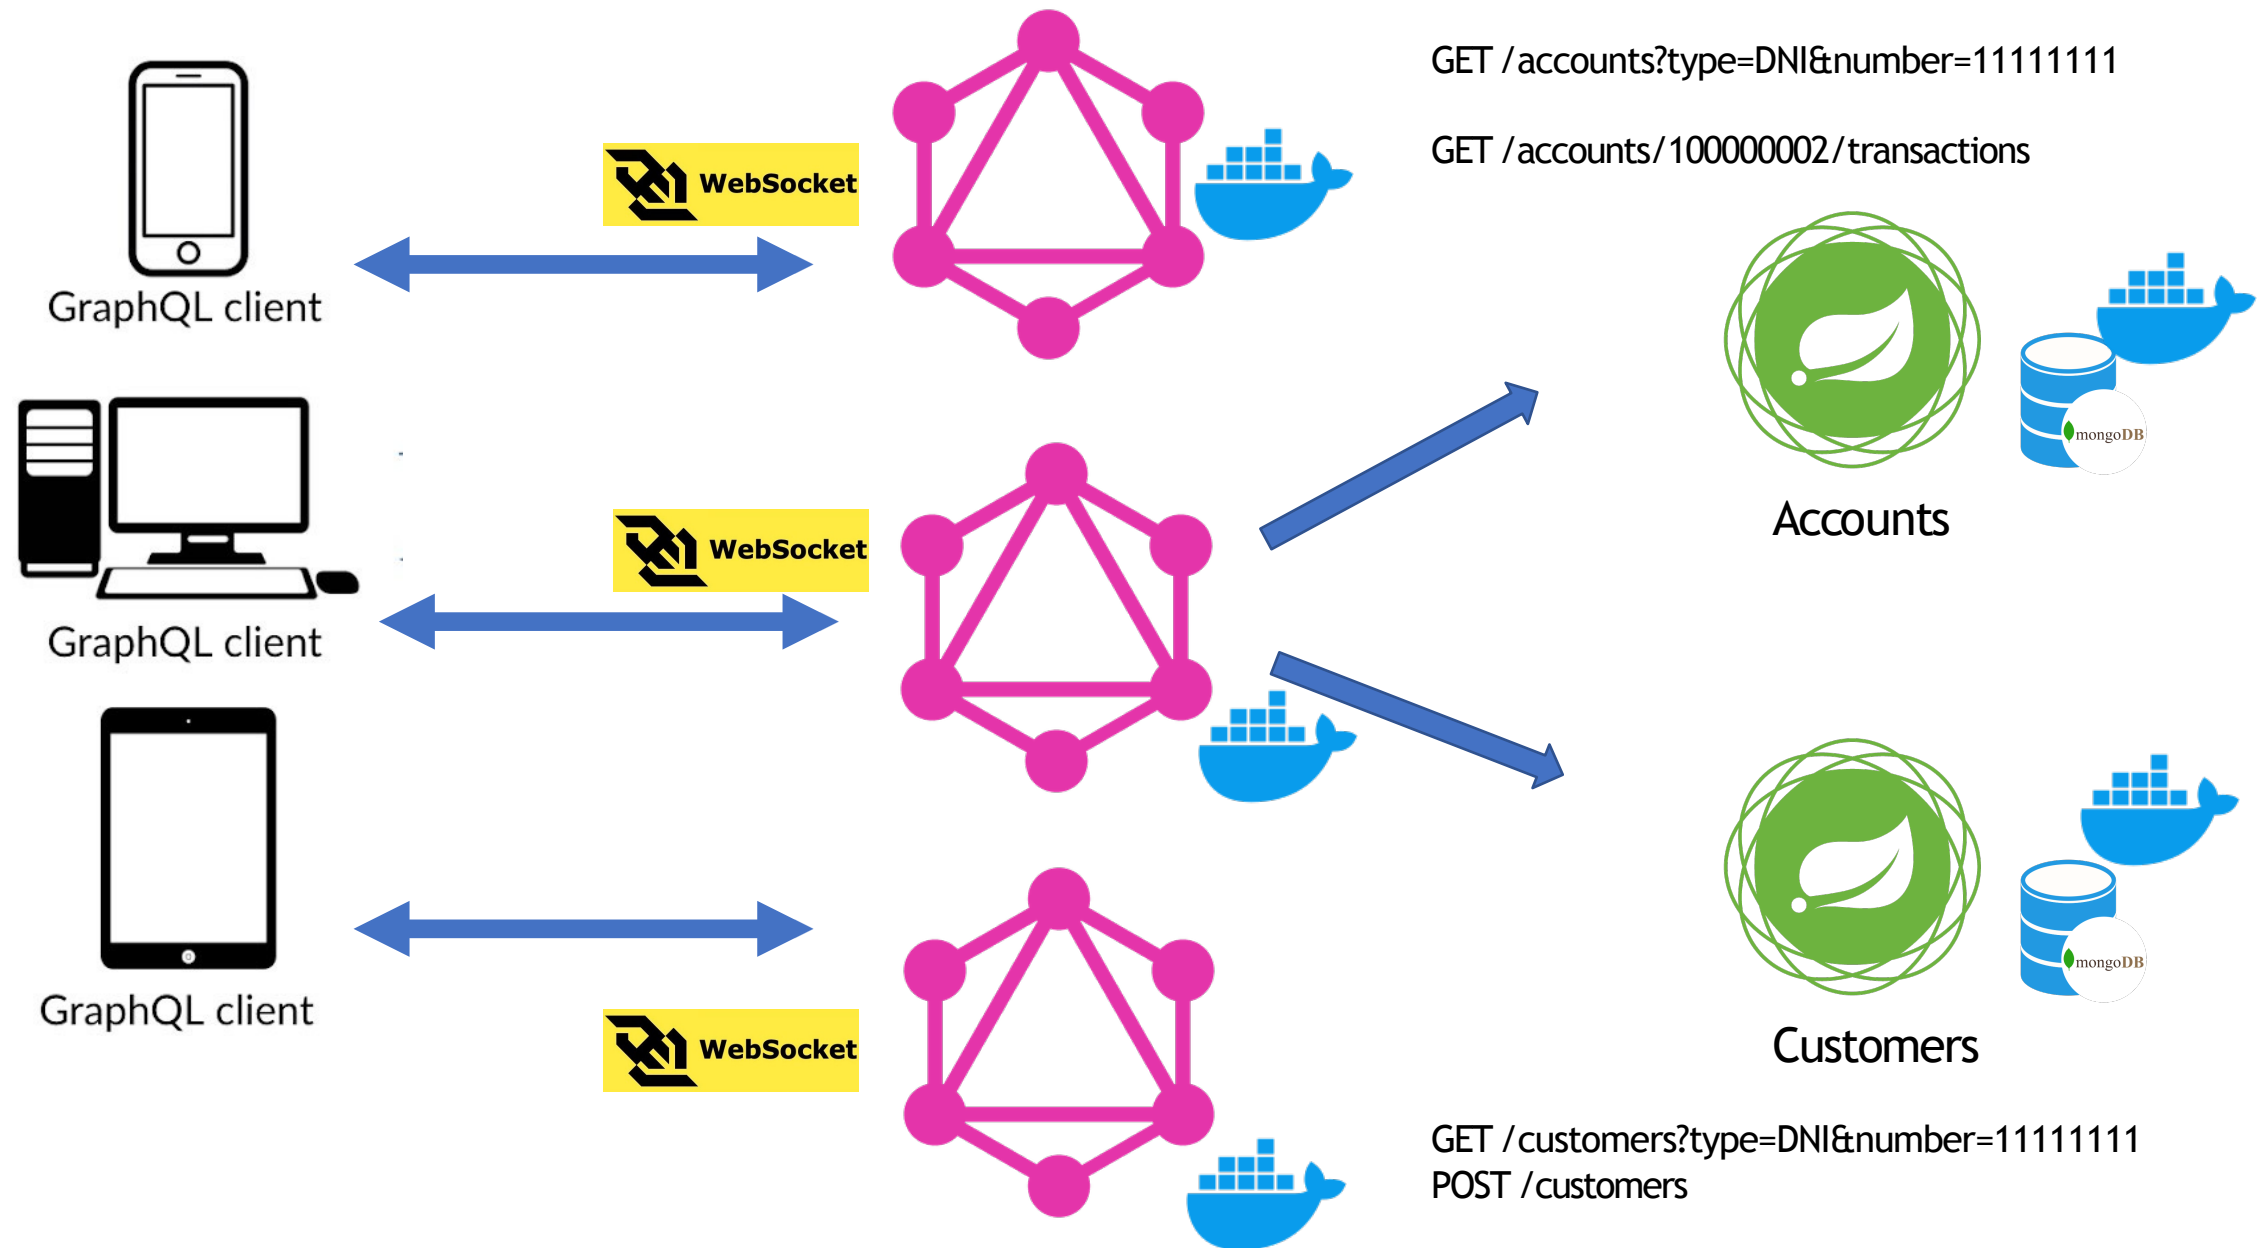 GET /accounts?type=DNI&number=11111111
GET /accounts/100000002/transactions
WebSocket
GraphQL client
mongoDB
Accounts
WebSocket
GraphQL client
mongoDB
GraphQL client
WebSocket
Customers
GET /customers?type=DNI&number=11111111
POST /customers